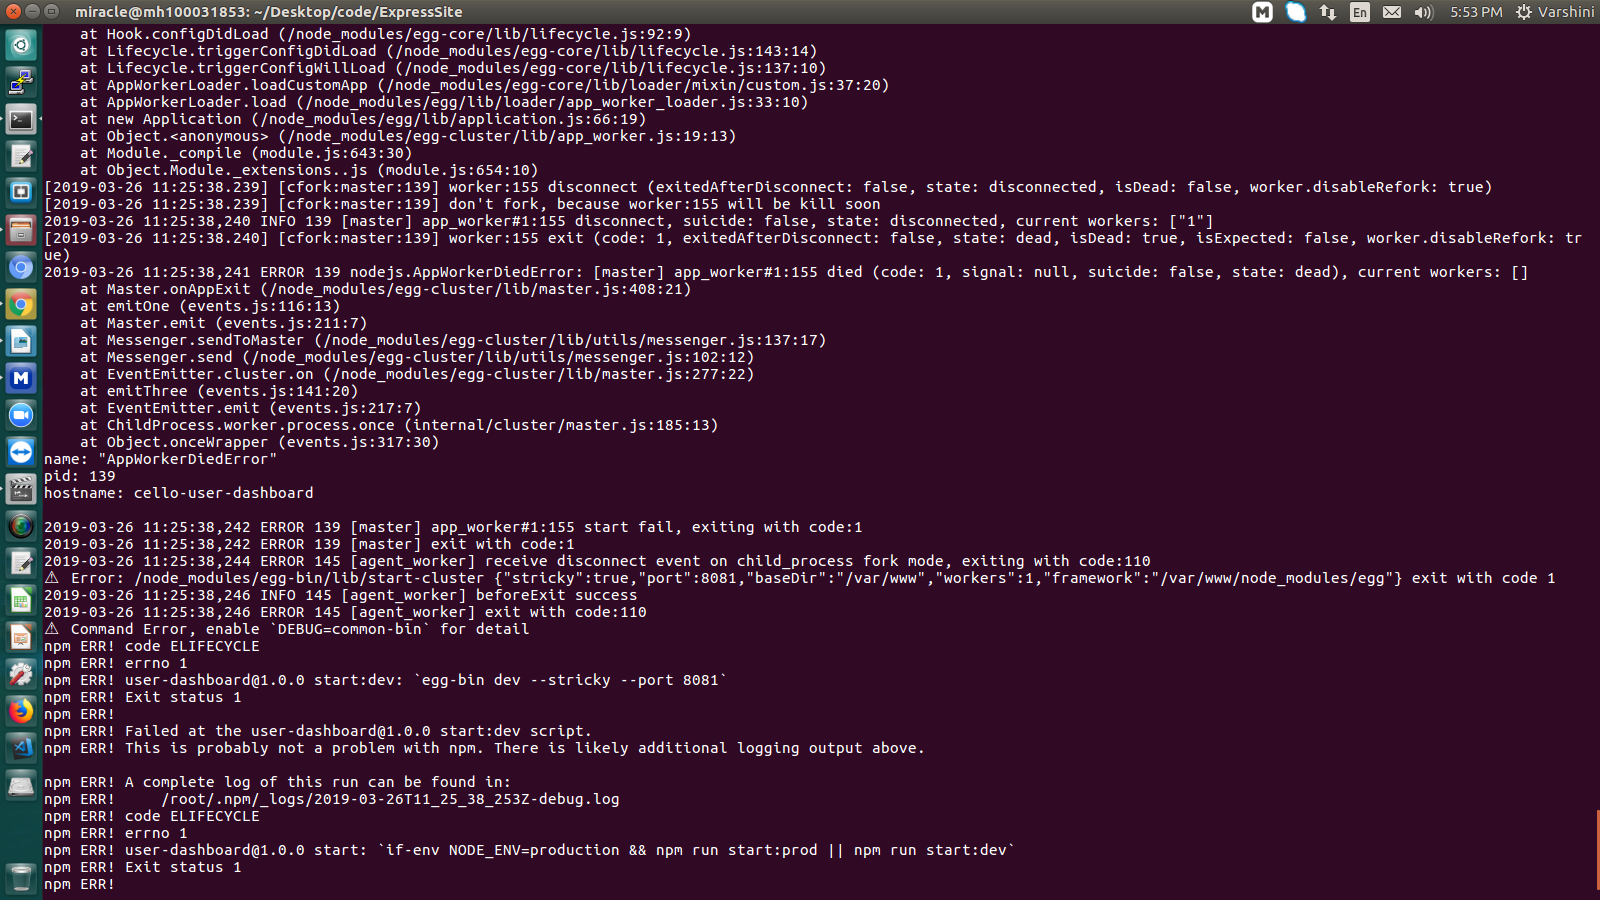 miracle@mh100031853: ~/Desktop/code/ExpressSite
M
En
5:53 PM
Varshini
    at Hook.configDidLoad (/node_modules/egg-core/lib/lifecycle.js:92:9)
    at Lifecycle.triggerConfigDidLoad (/node_modules/egg-core/lib/lifecycle.js:143:14)
    at Lifecycle.triggerConfigWillLoad (/node_modules/egg-core/lib/lifecycle.js:137:10)
    at AppWorkerLoader.loadCustomApp (/node_modules/egg-core/lib/loader/mixin/custom.js:37:20)
    at AppWorkerLoader.load (/node_modules/egg/lib/loader/app_worker_loader.js:33:10)
    at new Application (/node_modules/egg/lib/application.js:66:19)
    at Object.<anonymous> (/node_modules/egg-cluster/lib/app_worker.js:19:13)
    at Module._compile (module.js:643:30)
    at Object.Module._extensions..js (module.js:654:10)
[2019-03-26 11:25:38.239] [cfork:master:139] worker:155 disconnect (exitedAfterDisconnect: false, state: disconnected, isDead: false, worker.disableRefork: true)
[2019-03-26 11:25:38.239] [cfork:master:139] don't fork, because worker:155 will be kill soon
2019-03-26 11:25:38,240 INFO 139 [master] app_worker#1:155 disconnect, suicide: false, state: disconnected, current workers: ["1"]
[2019-03-26 11:25:38.240] [cfork:master:139] worker:155 exit (code: 1, exitedAfterDisconnect: false, state: dead, isDead: true, isExpected: false, worker.disableRefork: tr
ue)
2019-03-26 11:25:38,241 ERROR 139 nodejs.AppWorkerDiedError: [master] app_worker#1:155 died (code: 1, signal: null, suicide: false, state: dead), current workers: []
    at Master.onAppExit (/node_modules/egg-cluster/lib/master.js:408:21)
    at emitOne (events.js:116:13)
    at Master.emit (events.js:211:7)
    at Messenger.sendToMaster (/node_modules/egg-cluster/lib/utils/messenger.js:137:17)
    at Messenger.send (/node_modules/egg-cluster/lib/utils/messenger.js:102:12)
    at EventEmitter.cluster.on (/node_modules/egg-cluster/lib/master.js:277:22)
    at emitThree (events.js:141:20)
    at EventEmitter.emit (events.js:217:7)
    at ChildProcess.worker.process.once (internal/cluster/master.js:185:13)
    at Object.onceWrapper (events.js:317:30)
name: "AppWorkerDiedError"
pid: 139
hostname: cello-user-dashboard
2019-03-26 11:25:38,242 ERROR 139 [master] app_worker#1:155 start fail, exiting with code:1
2019-03-26 11:25:38,242 ERROR 139 [master] exit with code:1
2019-03-26 11:25:38,244 ERROR 145 [agent_worker] receive disconnect event on child_process fork mode, exiting with code:110
⚠ Error: /node_modules/egg-bin/lib/start-cluster {"stricky":true,"port":8081,"baseDir":"/var/www","workers":1,"framework":"/var/www/node_modules/egg"} exit with code 1
2019-03-26 11:25:38,246 INFO 145 [agent_worker] beforeExit success
2019-03-26 11:25:38,246 ERROR 145 [agent_worker] exit with code:110
⚠ Command Error, enable `DEBUG=common-bin` for detail
npm ERR! code ELIFECYCLE
npm ERR! errno 1
npm ERR! user-dashboard@1.0.0 start:dev: `egg-bin dev --stricky --port 8081`
npm ERR! Exit status 1
npm ERR!
npm ERR! Failed at the user-dashboard@1.0.0 start:dev script.
npm ERR! This is probably not a problem with npm. There is likely additional logging output above.
npm ERR! A complete log of this run can be found in:
npm ERR!     /root/.npm/_logs/2019-03-26T11_25_38_253Z-debug.log
npm ERR! code ELIFECYCLE
npm ERR! errno 1
npm ERR! user-dashboard@1.0.0 start: `if-env NODE_ENV=production && npm run start:prod || npm run start:dev`
npm ERR! Exit status 1
npm ERR!
M